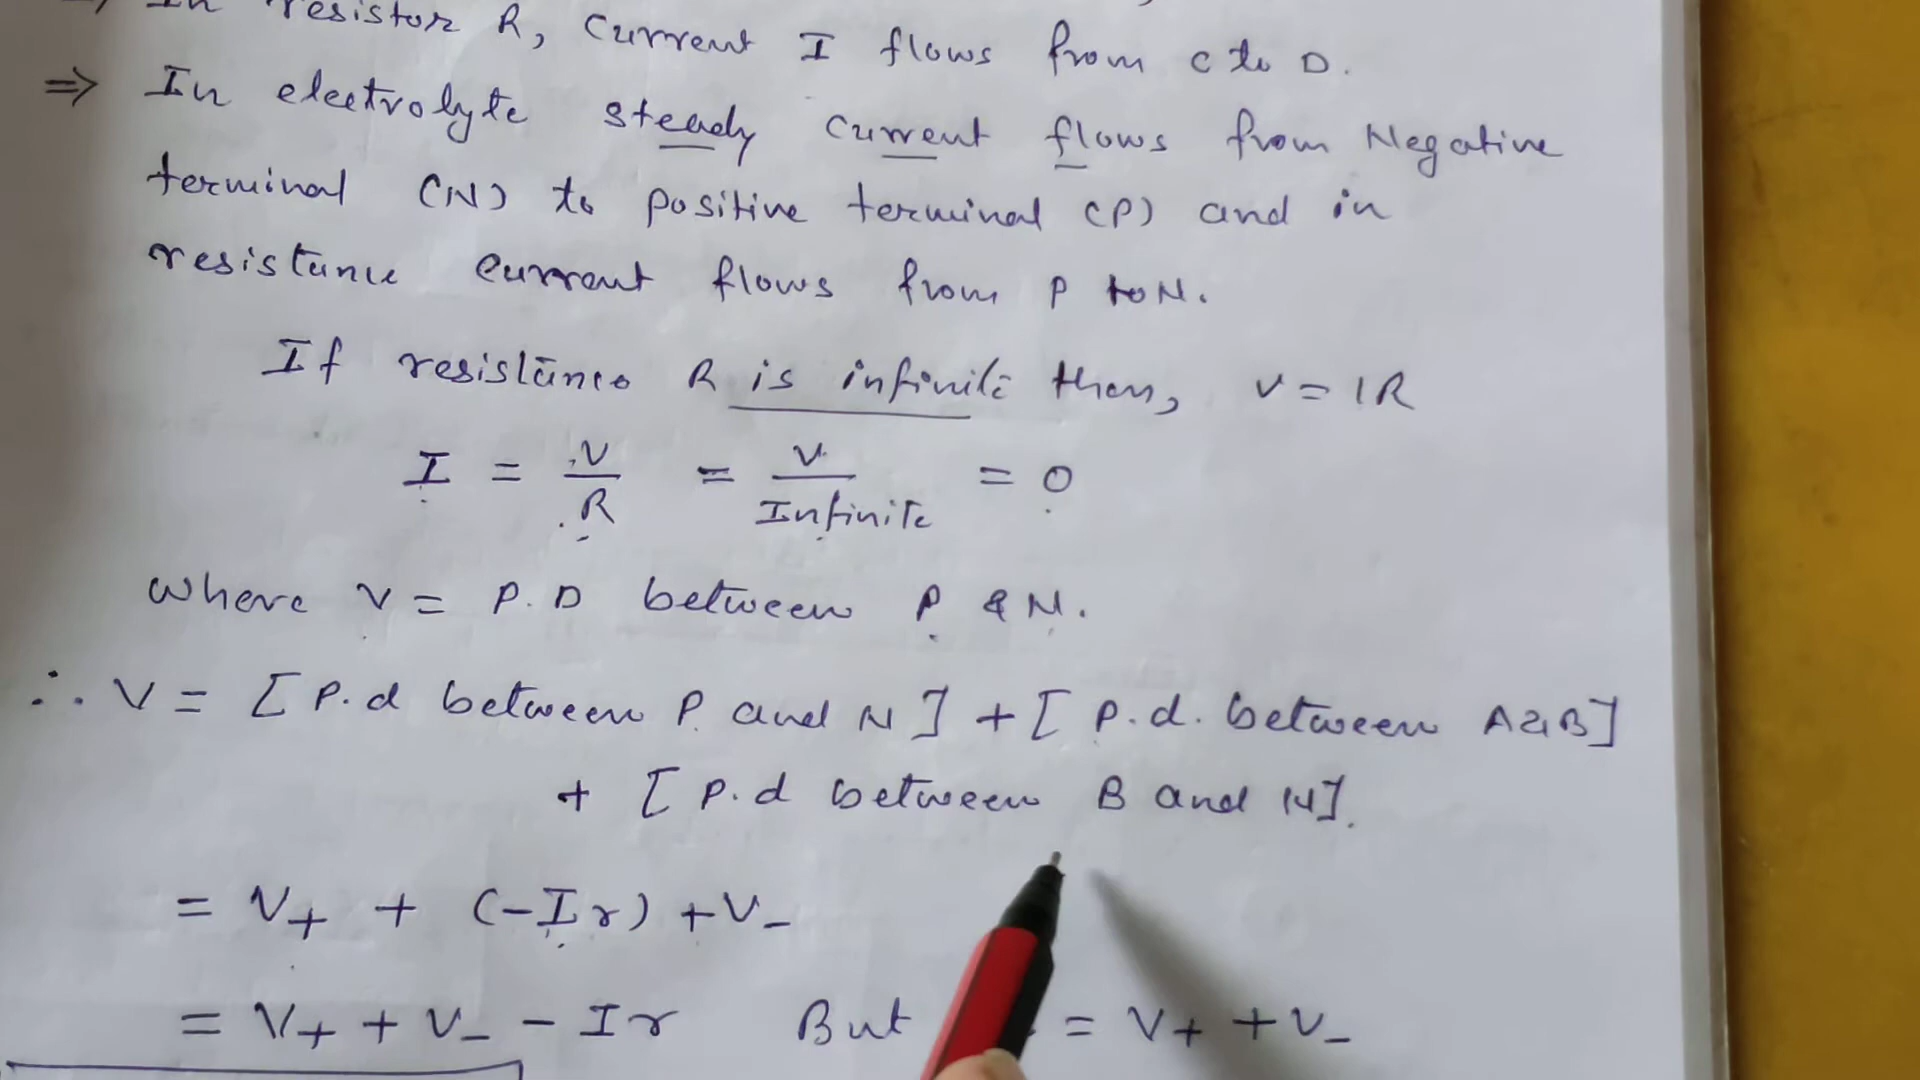 In resistor R, Current I flows from C to D.
⇒ In electrolyte steady current flows from Negative
terminal (N) to positive terminal (P) and in
resistance current flows from P to N.
If resistance R is infinite then, V = IR
I = V/R = V/Infinite = 0
Where V = P.D between P & N.
∴ V = [P.d between P and N] + [P.d. between A & B]
+ [P.d between B and N].
= V+ + (-Ir) + V-
= V+ + V- - Ir But = V+ + V-